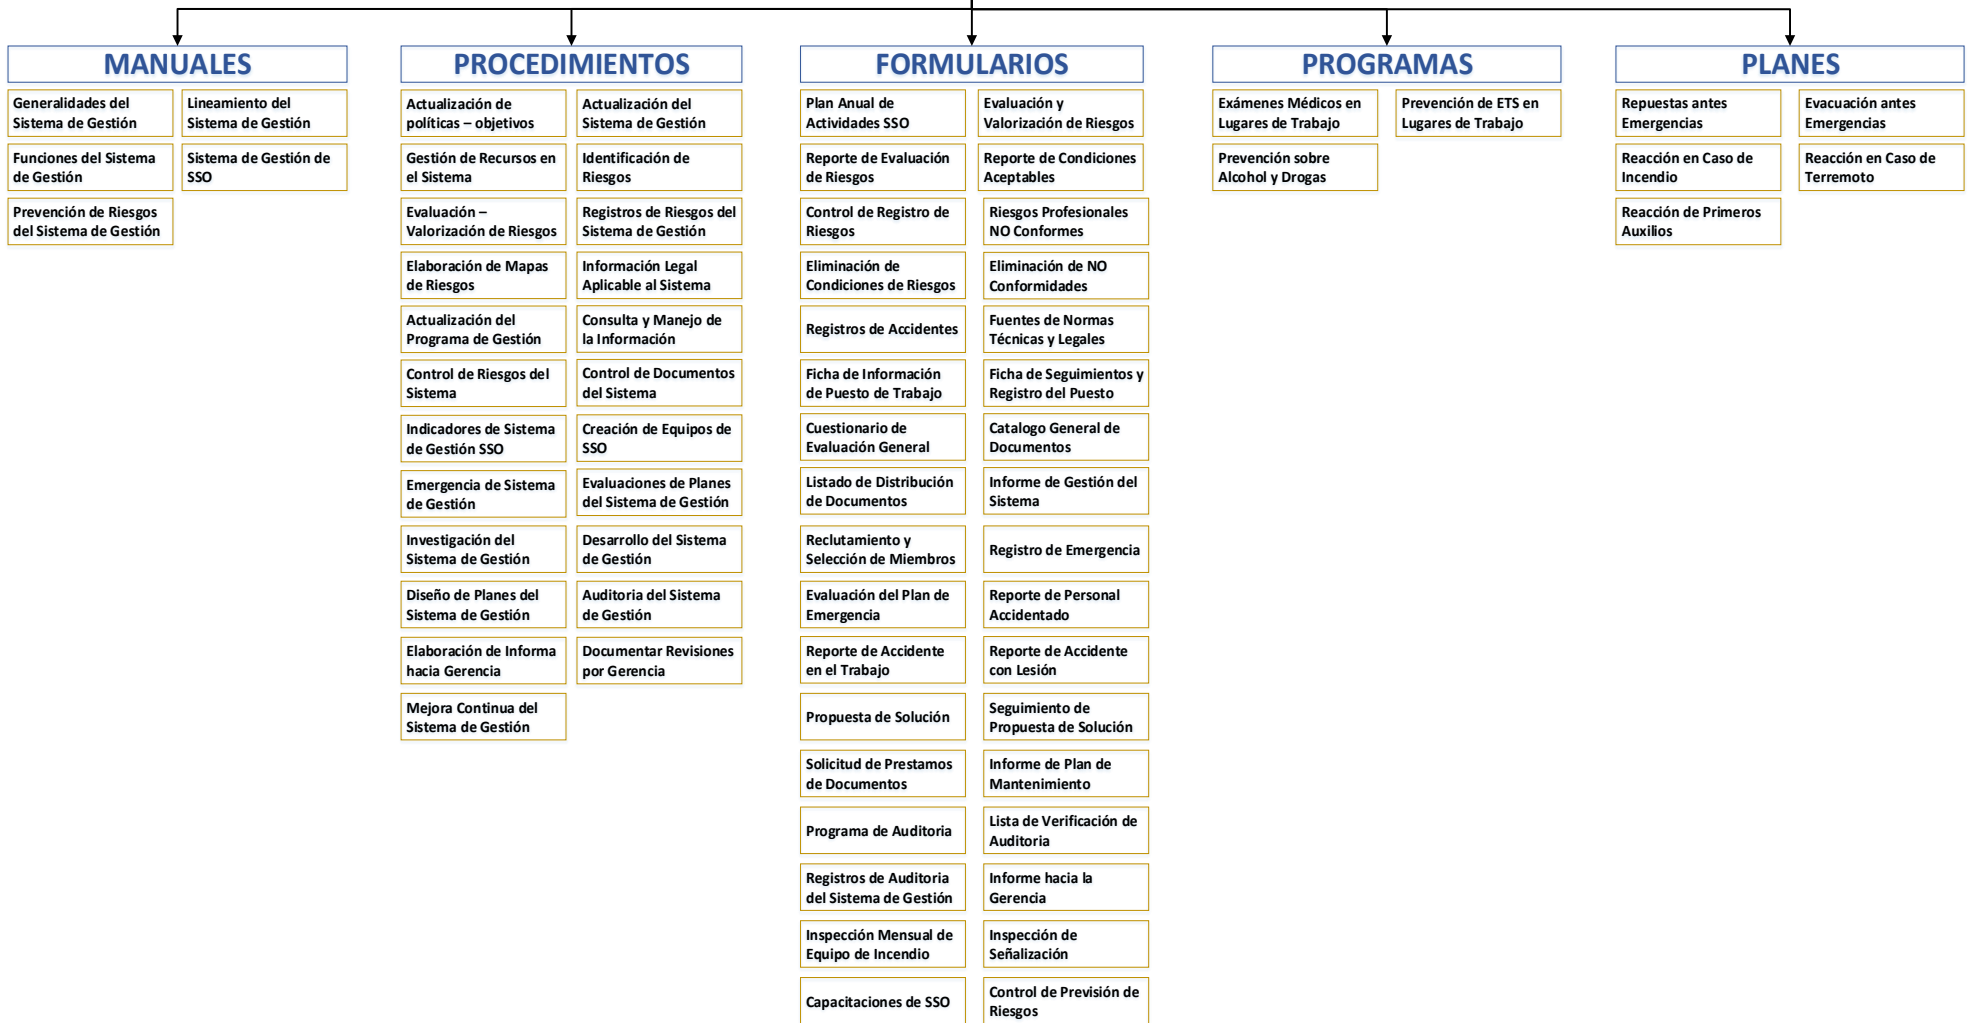 MANUALES
Generalidades del
Sistema de Gestión
Lineamiento del
Sistema de Gestión
Funciones del Sistema
de Gestión
Sistema de Gestión de
SSO
Prevención de Riesgos
del Sistema de Gestión
PROCEDIMIENTOS
Actualización de
políticas – objetivos
Actualización del
Sistema de Gestión
Gestión de Recursos en
el Sistema
Identificación de
Riesgos
Evaluación –
Valorización de Riesgos
Registros de Riesgos del
Sistema de Gestión
Elaboración de Mapas
de Riesgos
Información Legal
Aplicable al Sistema
Actualización del
Programa de Gestión
Consulta y Manejo de
la Información
Control de Riesgos del
Sistema
Control de Documentos
del Sistema
Indicadores de Sistema
de Gestión SSO
Creación de Equipos de
SSO
Emergencia de Sistema
de Gestión
Evaluaciones de Planes
del Sistema de Gestión
Investigación del
Sistema de Gestión
Desarrollo del Sistema
de Gestión
Diseño de Planes del
Sistema de Gestión
Auditoria del Sistema
de Gestión
Elaboración de Informa
hacia Gerencia
Documentar Revisiones
por Gerencia
Mejora Continua del
Sistema de Gestión
FORMULARIOS
Plan Anual de
Actividades SSO
Evaluación y
Valorización de Riesgos
Reporte de Evaluación
de Riesgos
Reporte de Condiciones
Aceptables
Control de Registro de
Riesgos
Riesgos Profesionales
NO Conformes
Eliminación de
Condiciones de Riesgos
Eliminación de NO
Conformidades
Registros de Accidentes
Fuentes de Normas
Técnicas y Legales
Ficha de Información
de Puesto de Trabajo
Ficha de Seguimientos y
Registro del Puesto
Cuestionario de
Evaluación General
Catalogo General de
Documentos
Listado de Distribución
de Documentos
Informe de Gestión del
Sistema
Reclutamiento y
Selección de Miembros
Registro de Emergencia
Evaluación del Plan de
Emergencia
Reporte de Personal
Accidentado
Reporte de Accidente
en el Trabajo
Reporte de Accidente
con Lesión
Propuesta de Solución
Seguimiento de
Propuesta de Solución
Solicitud de Prestamos
de Documentos
Informe de Plan de
Mantenimiento
Programa de Auditoria
Lista de Verificación de
Auditoria
Registros de Auditoria
del Sistema de Gestión
Informe hacia la
Gerencia
Inspección Mensual de
Equipo de Incendio
Inspección de
Señalización
Capacitaciones de SSO
Control de Previsión de
Riesgos
PROGRAMAS
Exámenes Médicos en
Lugares de Trabajo
Prevención de ETS en
Lugares de Trabajo
Prevención sobre
Alcohol y Drogas
PLANES
Repuestas antes
Emergencias
Evacuación antes
Emergencias
Reacción en Caso de
Incendio
Reacción en Caso de
Terremoto
Reacción de Primeros
Auxilios